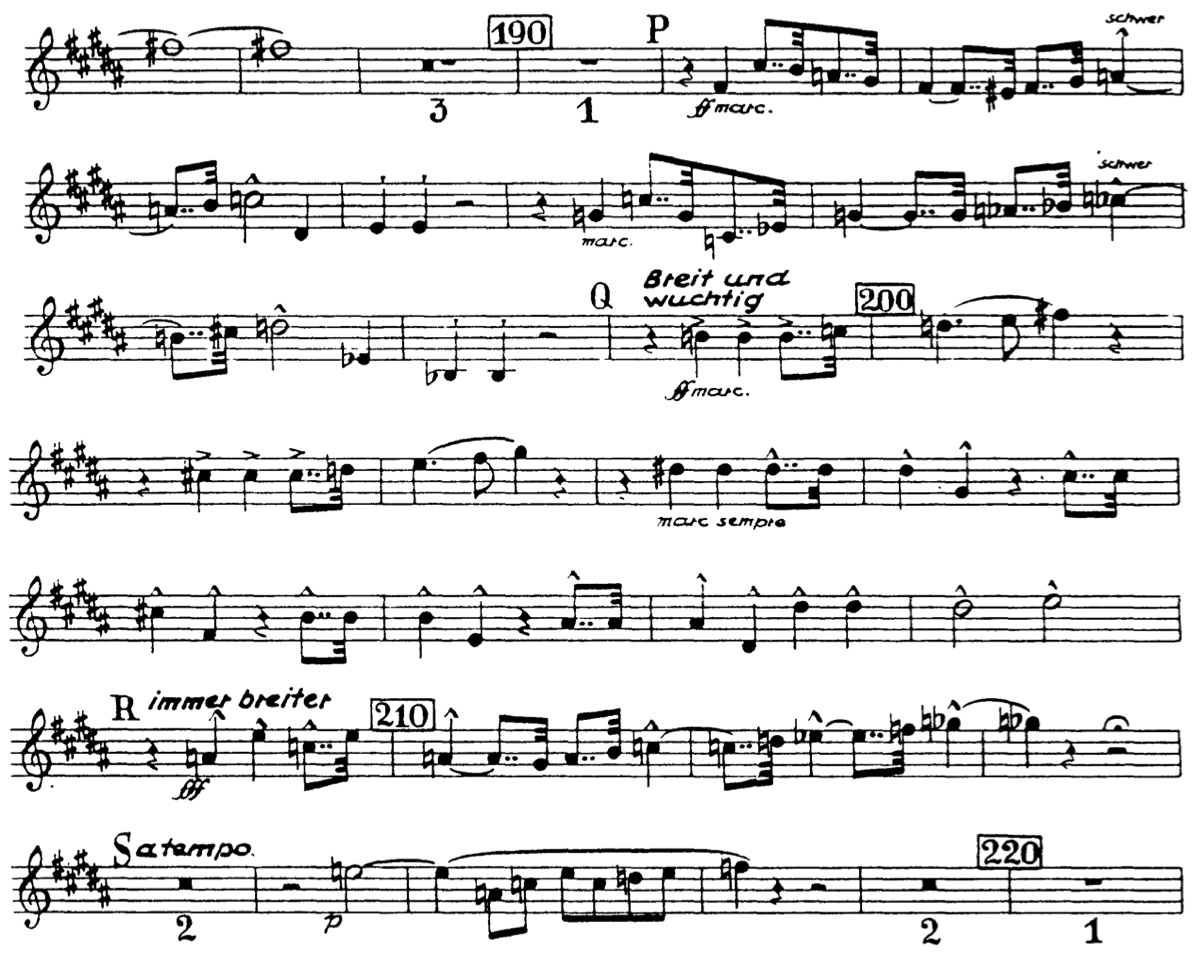 190 P schwer
3 1 ff marc.
schwer
marc.
Q Breit und
wuchtig 200
ff marc.
marc sempre
R immer breiter 210
fff
S a tempo. 220
2 p 2 1